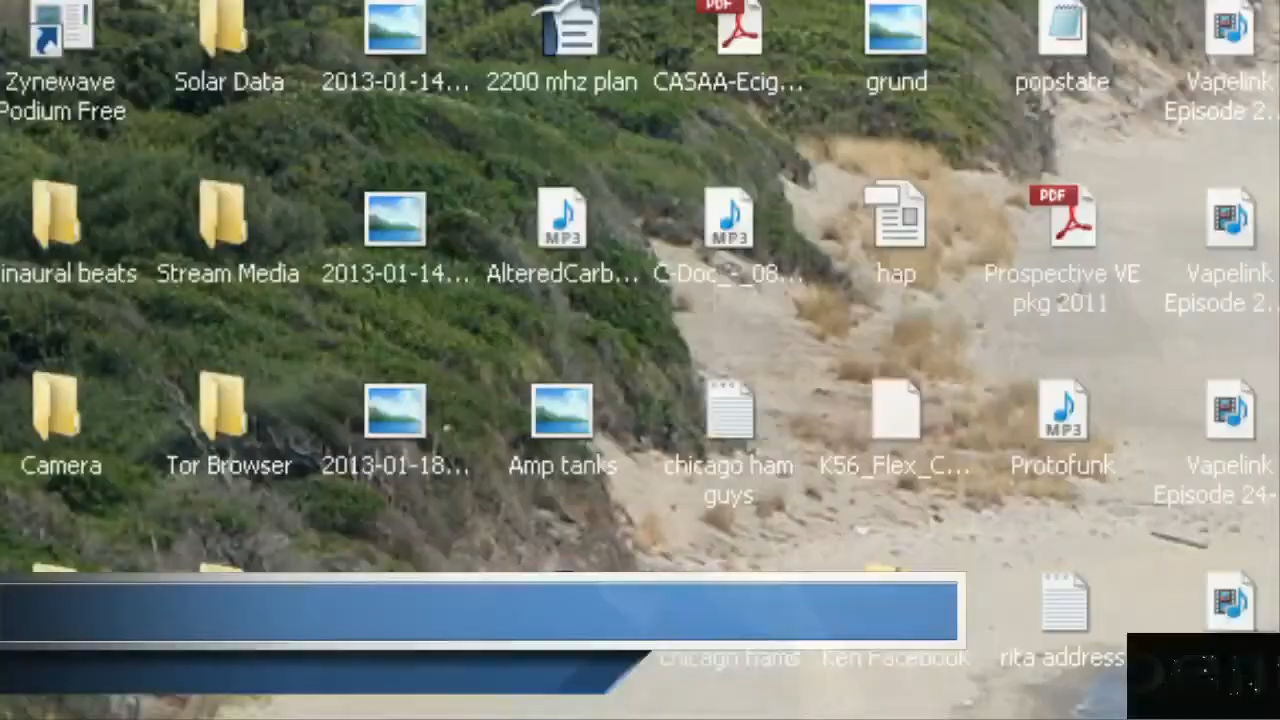 Zynewave
Podium Free
Solar Data
2013-01-14...
2200 mhz plan
PDF
CASAA-Ecig...
grund
popstate
Vapelink
Episode 2...
inaural beats
Stream Media
2013-01-14...
MP3
AlteredCarb...
MP3
C-Doc_-_08...
hap
PDF
Prospective VE
pkg 2011
Vapelink
Episode 2...
Camera
Tor Browser
2013-01-18...
Amp tanks
chicago ham
guys
K56_Flex_C...
MP3
Protofunk
Vapelink
Episode 24-
chicago hams
Ken Facebook
rita address